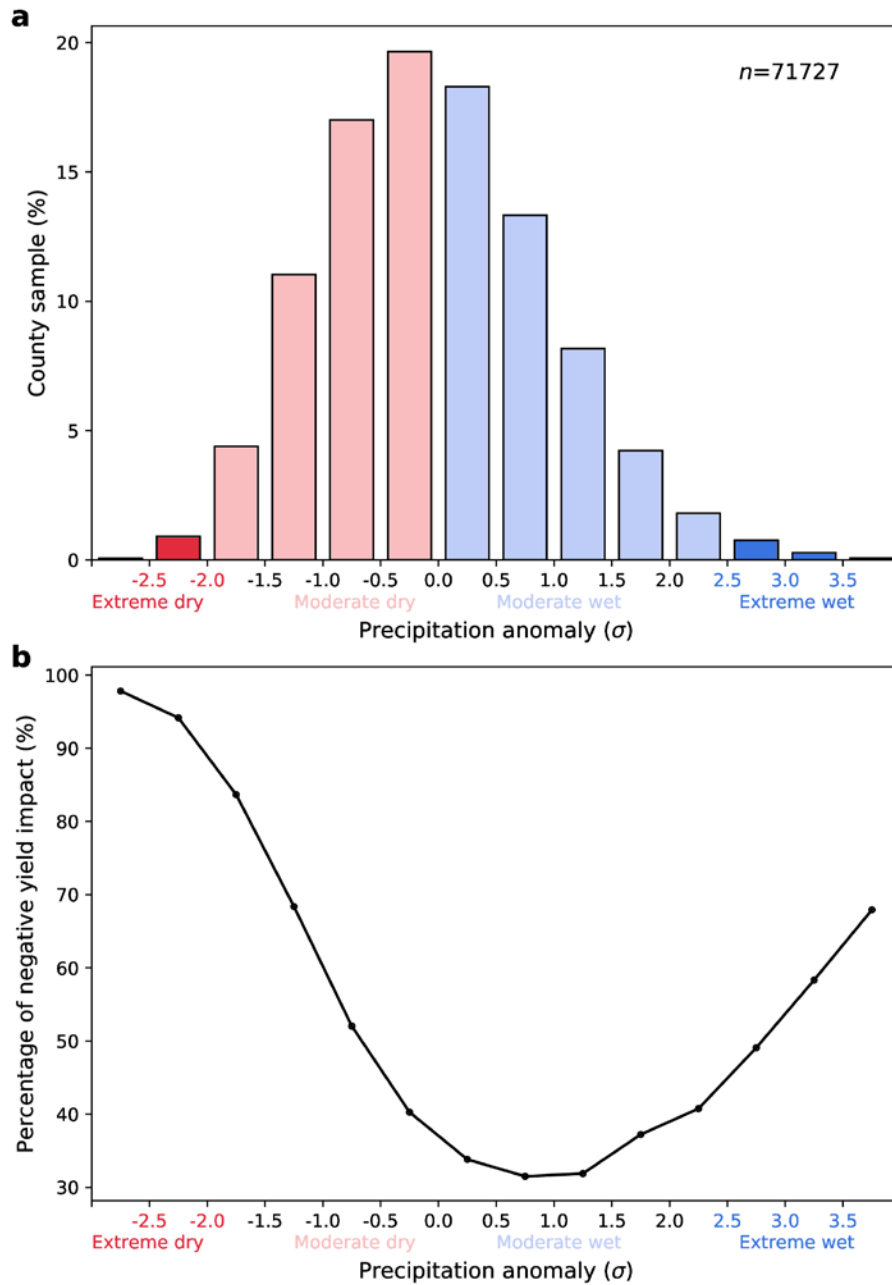 a
n=71727
20
15
10
5
0
County sample (%)
-2.5 -2.0 -1.5 -1.0 -0.5 0.0 0.5 1.0 1.5 2.0 2.5 3.0 3.5
Extreme dry Moderate dry Moderate wet Extreme wet
Precipitation anomaly (σ)
b
100
90
80
70
60
50
40
30
Percentage of negative yield impact (%)
-2.5 -2.0 -1.5 -1.0 -0.5 0.0 0.5 1.0 1.5 2.0 2.5 3.0 3.5
Extreme dry Moderate dry Moderate wet Extreme wet
Precipitation anomaly (σ)